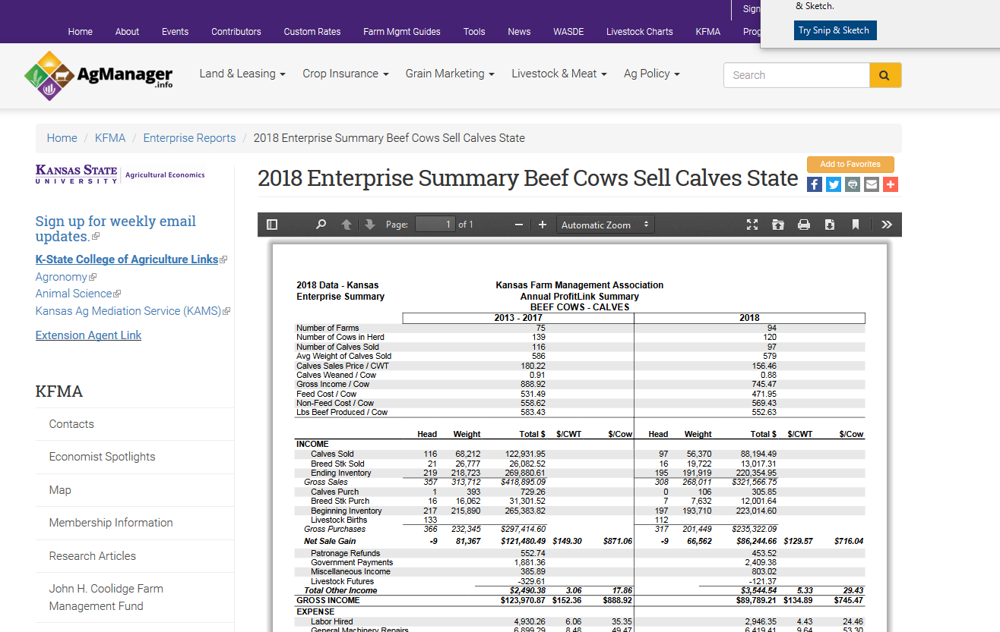 Sign
& Sketch.
Try Snip & Sketch
Home About Events Contributors Custom Rates Farm Mgmt Guides Tools News WASDE Livestock Charts KFMA Prog
AgManager
.info
Land & Leasing Crop Insurance Grain Marketing Livestock & Meat Ag Policy
Search
Home / KFMA / Enterprise Reports / 2018 Enterprise Summary Beef Cows Sell Calves State
KANSAS STATE
UNIVERSITY
Agricultural Economics
Sign up for weekly email
updates.
K-State College of Agriculture Links
Agronomy
Animal Science
Kansas Ag Mediation Service (KAMS)
Extension Agent Link
KFMA
Contacts
Economist Spotlights
Map
Membership Information
Research Articles
John H. Coolidge Farm
Management Fund
2018 Enterprise Summary Beef Cows Sell Calves State
Add to Favorites
Page: 1 of 1
Automatic Zoom
2018 Data - Kansas Kansas Farm Management Association
Enterprise Summary Annual ProfitLink Summary
BEEF COWS - CALVES
2013 - 2017 2018
Number of Farms 75 94
Number of Cows in Herd 139 120
Number of Calves Sold 116 97
Avg Weight of Calves Sold 586 579
Calves Sales Price / CWT 180.22 156.46
Calves Weaned / Cow 0.91 0.88
Gross Income / Cow 888.92 745.47
Feed Cost / Cow 531.49 471.95
Non-Feed Cost / Cow 558.62 569.43
Lbs Beef Produced / Cow 583.43 552.63
Head Weight Total $ $/CWT $/Cow Head Weight Total $ $/CWT $/Cow
INCOME
Calves Sold 116 68,212 122,931.95 97 56,370 88,194.49
Breed Stk Sold 21 26,777 26,082.52 16 19,722 13,017.31
Ending Inventory 219 218,723 269,880.61 195 191,919 220,354.95
Gross Sales 357 313,712 $418,895.09 308 268,011 $321,566.75
Calves Purch 1 393 729.26 0 106 305.85
Breed Stk Purch 16 16,062 31,301.52 7 7,632 12,001.64
Beginning Inventory 217 215,890 265,383.82 197 193,710 223,014.60
Livestock Births 133 112
Gross Purchases 366 232,345 $297,414.60 317 201,449 $235,322.09
Net Sale Gain -9 81,367 $121,480.49 $149.30 $871.06 -9 66,562 $86,244.66 $129.57 $716.04
Patronage Refunds 552.74 453.52
Government Payments 1,881.36 2,409.38
Miscellaneous Income 385.89 803.02
Livestock Futures -329.61 -121.37
Total Other Income $2,490.38 3.06 17.86 $3,544.54 5.33 29.43
GROSS INCOME $123,970.87 $152.36 $888.92 $89,789.21 $134.89 $745.47
EXPENSE
Labor Hired 4,930.26 6.06 35.35 2,946.35 4.43 24.46
General Machinery Repairs 6,899.29 8.48 49.47 6,419.41 9.64 53.30